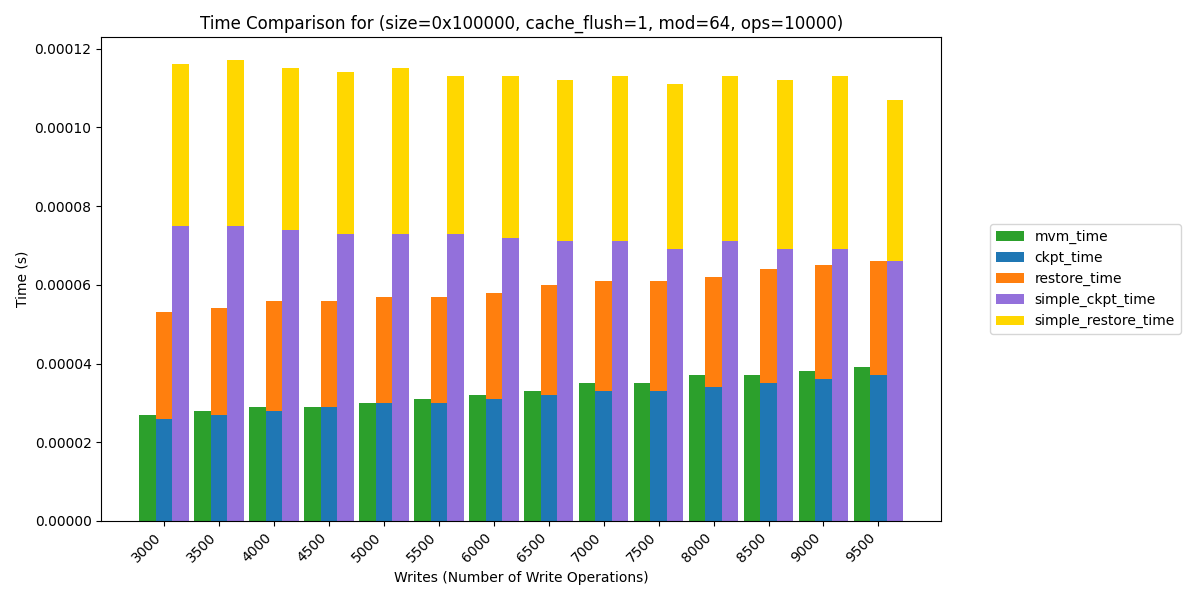 Time Comparison for (size=0x100000, cache_flush=1, mod=64, ops=10000)
Time (s)
0.00012
0.00010
0.00008
0.00006
0.00004
0.00002
0.00000
3000 3500 4000 4500 5000 5500 6000 6500 7000 7500 8000 8500 9000 9500
Writes (Number of Write Operations)
mvm_time
ckpt_time
restore_time
simple_ckpt_time
simple_restore_time